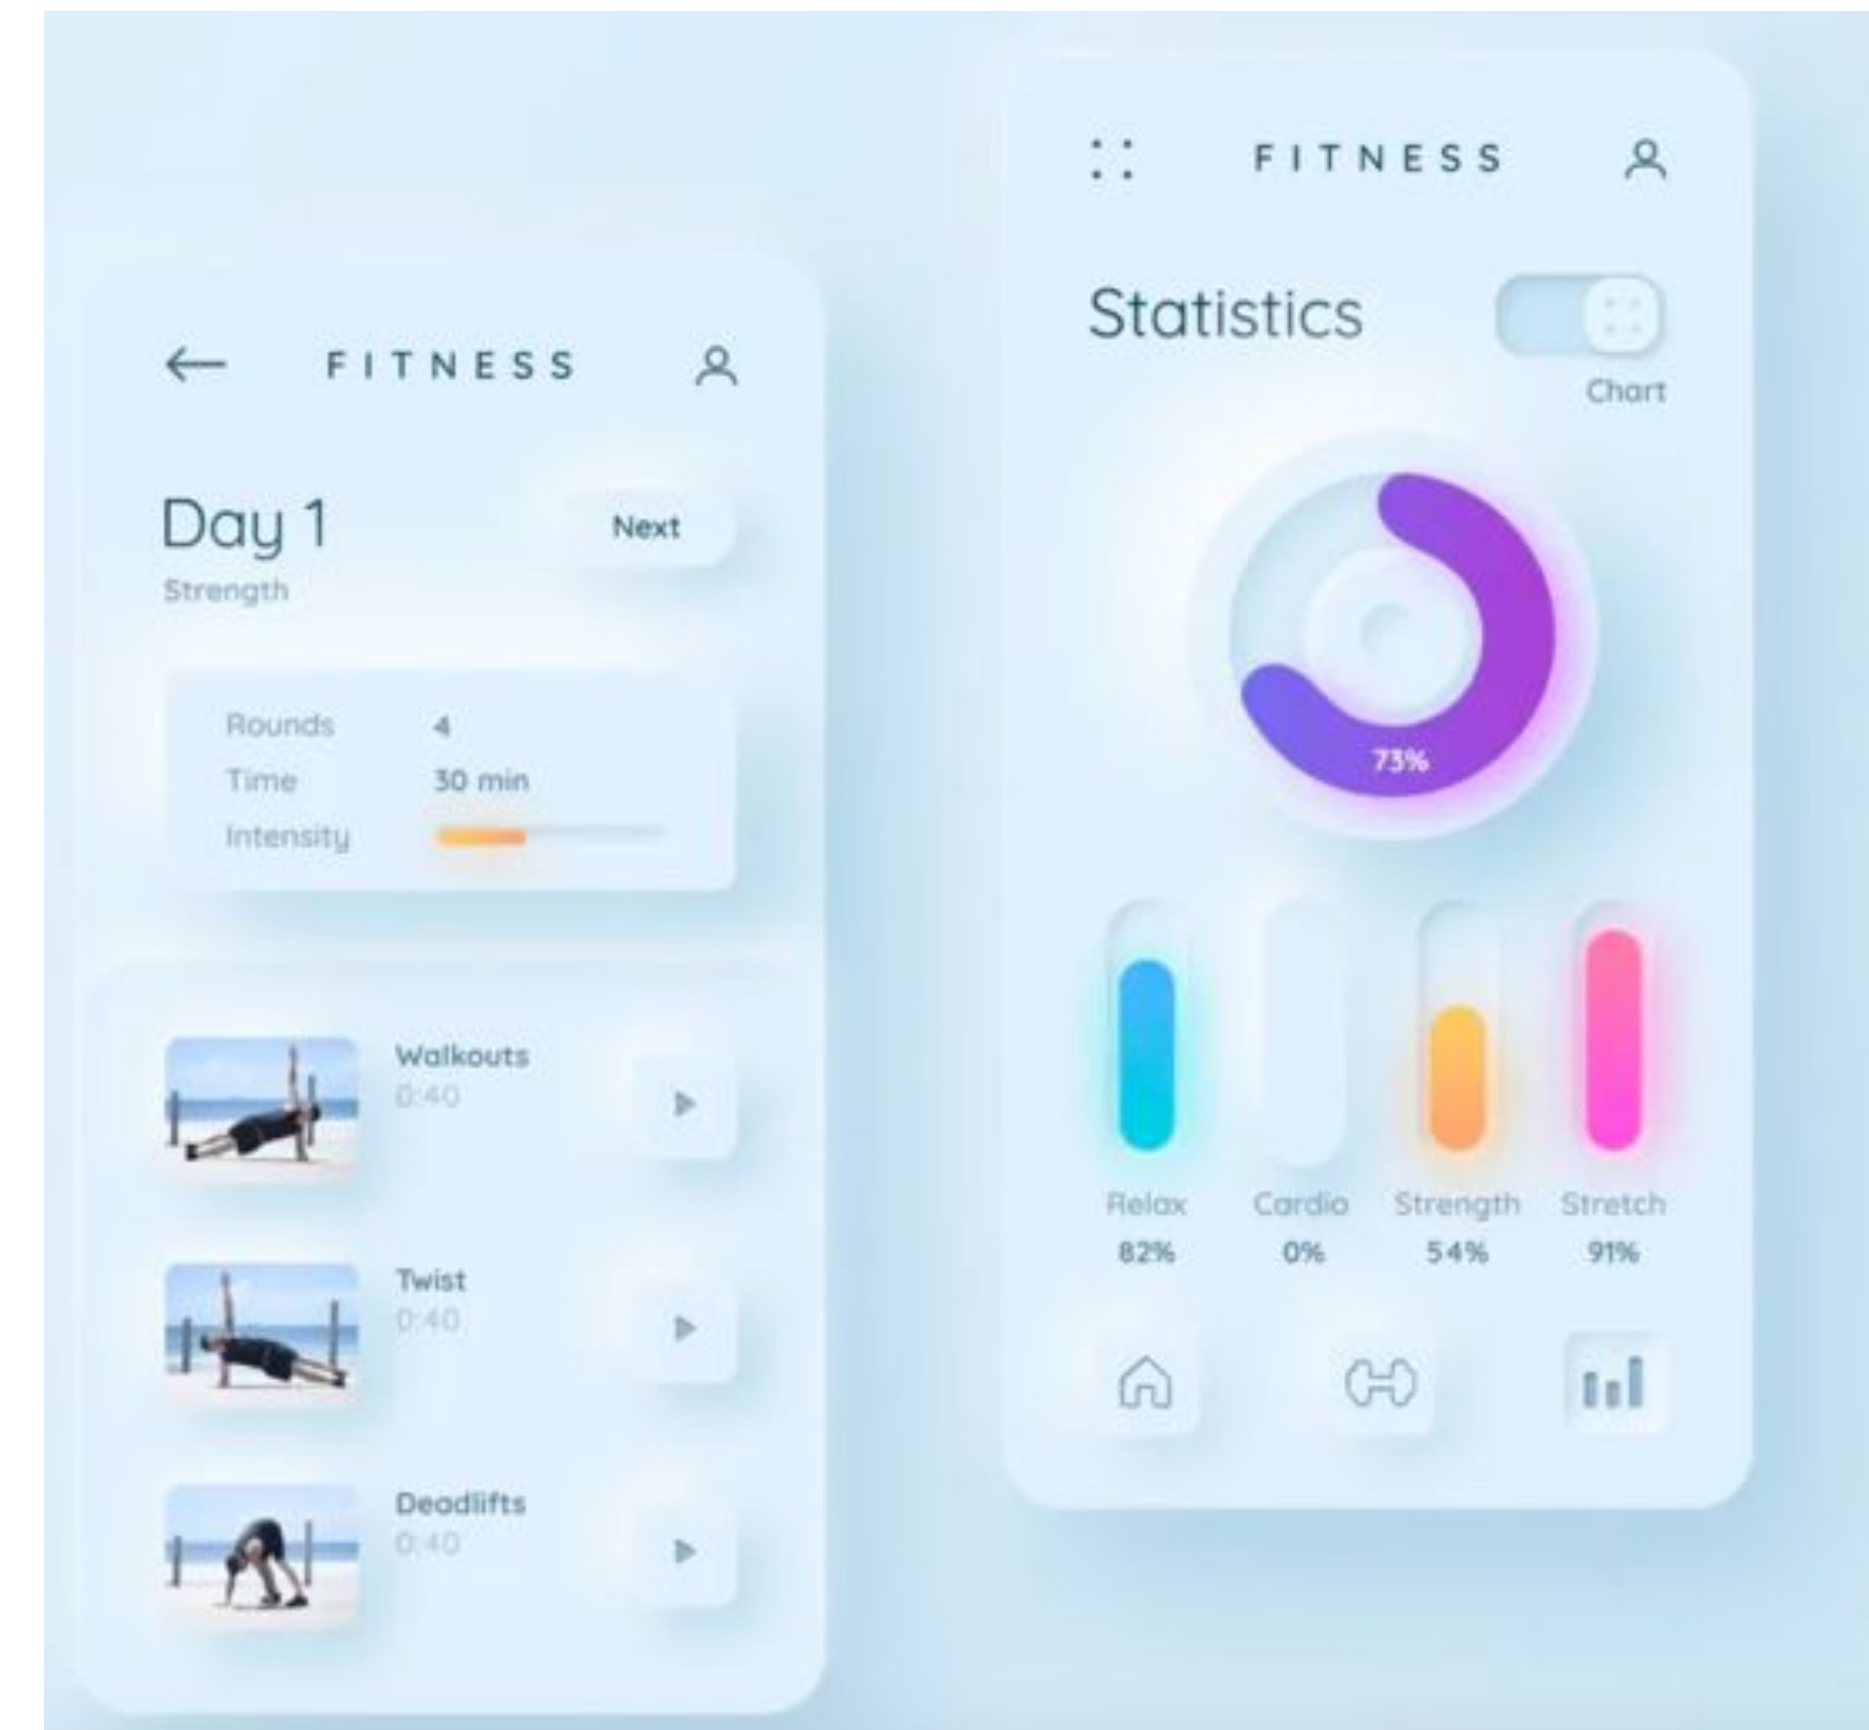 FITNESS
Day 1
Next
Strength
Rounds 4
Time 30 min
Intensity
Walkouts
0:40
Twist
0:40
Deadlifts
0:40
FITNESS
Statistics
Chart
73%
Relax Cardio Strength Stretch
82% 0% 54% 91%